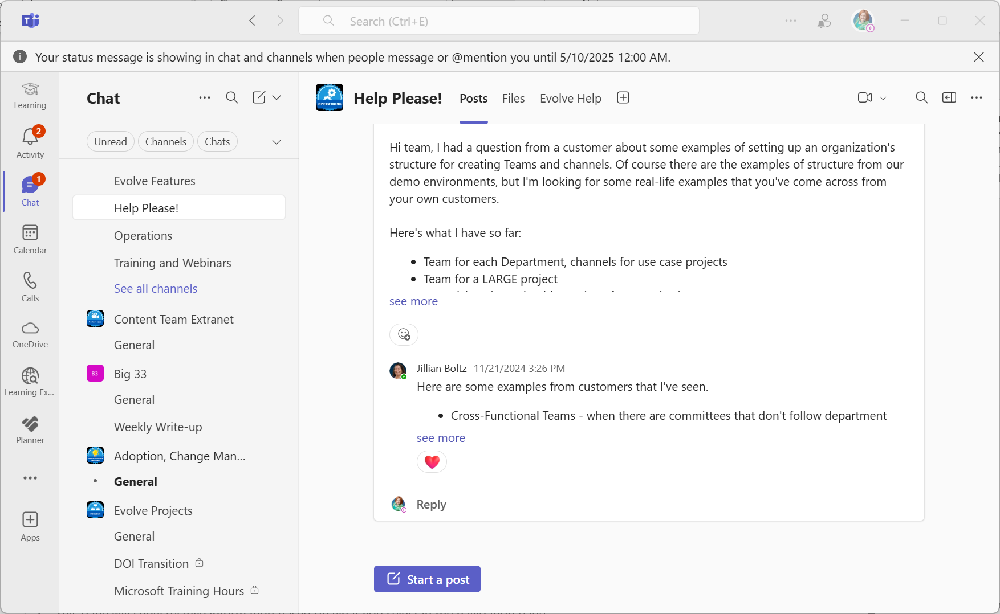 Search (Ctrl+E)
Your status message is showing in chat and channels when people message or @mention you until 5/10/2025 12:00 AM.
Learning
2
Activity
1
Chat
Calendar
Calls
OneDrive
Learning Ex...
Planner
Apps
Chat
Unread
Channels
Chats
Evolve Features
Help Please!
Operations
Training and Webinars
See all channels
Content Team Extranet
General
B3
Big 33
General
Weekly Write-up
Adoption, Change Man...
General
Evolve Projects
General
DOI Transition
Microsoft Training Hours
OPERATIONS
Help Please!
Posts
Files
Evolve Help
Hi team, I had a question from a customer about some examples of setting up an organization's
structure for creating Teams and channels. Of course there are the examples of structure from our
demo environments, but I'm looking for some real-life examples that you've come across from
your own customers.
Here's what I have so far:
• Team for each Department, channels for use case projects
• Team for a LARGE project
see more
Jillian Boltz 11/21/2024 3:26 PM
Here are some examples from customers that I've seen.
• Cross-Functional Teams - when there are committees that don't follow department
see more
Reply
Start a post